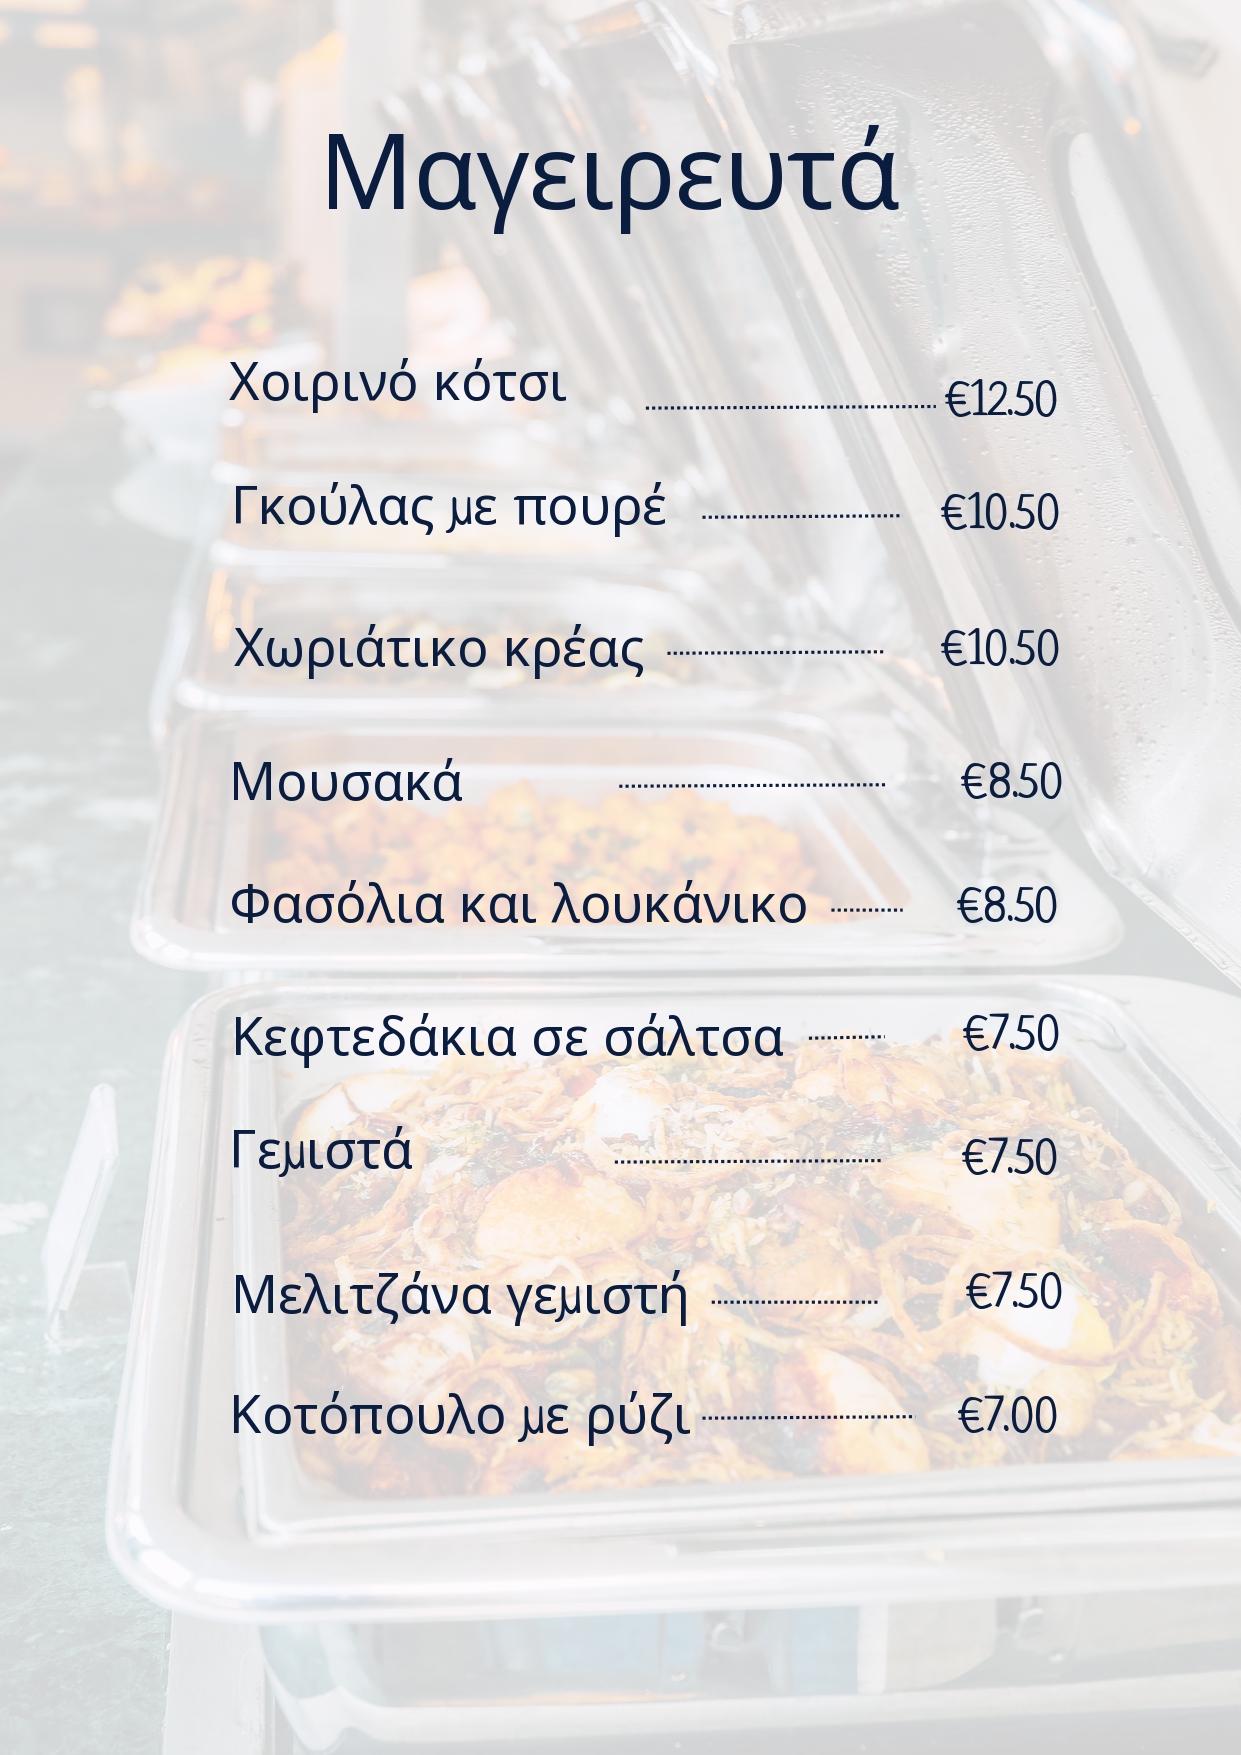 Μαγειρευτά
Χοιρινό κότσι ........ €12.50
Γκούλας με πουρέ ........ €10.50
Χωριάτικο κρέας ........ €10.50
Μουσακά ........ €8.50
Φασόλια και λουκάνικο ........ €8.50
Κεφτεδάκια σε σάλτσα ........ €7.50
Γεμιστά ........ €7.50
Μελιτζάνα γεμιστή ........ €7.50
Κοτόπουλο με ρύζι ........ €7.00